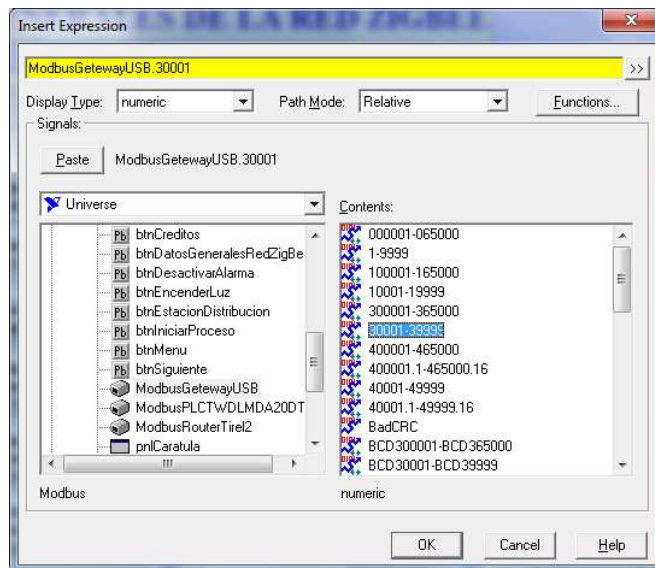 Insert Expression
ModbusGetewayUSB.30001
>>
Display Type: numeric Path Mode: Relative Functions...
Signals:
Paste ModbusGetewayUSB.30001
Universe
Contents:
btnCreditos
btnDatosGeneralesRedZigBe
btnDesactivarAlarma
btnEncenderLuz
btnEstacionDistribucion
btnIniciarProceso
btnMenu
btnSiguiente
ModbusGetewayUSB
ModbusPLCTWDLMDA20DT
ModbusRouterTirel2
pnlCaratula
000001-065000
1-9999
100001-165000
10001-19999
300001-365000
30001-39999
400001-465000
400001.1-465000.16
40001-49999
40001.1-49999.16
BadCRC
BCD300001-BCD365000
BCD30001-BCD39999
Modbus
numeric
OK Cancel Help